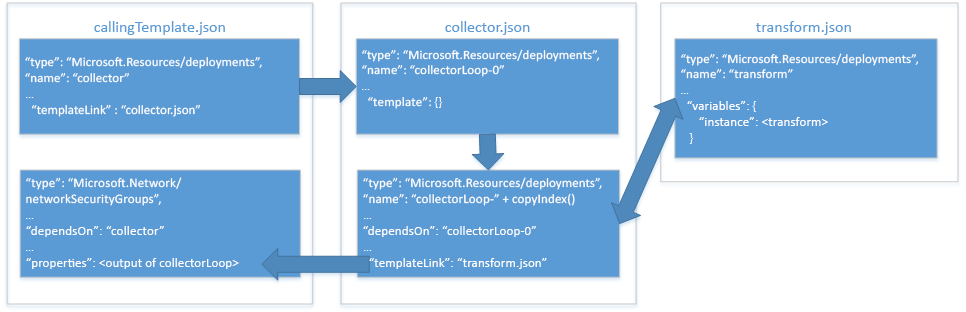 callingTemplate.json
"type": "Microsoft.Resources/deployments",
"name": "collector"
...
"templateLink" : "collector.json"
"type": "Microsoft.Network/
networkSecurityGroups",
...
"dependsOn": "collector"
...
"properties": <output of collectorLoop>
collector.json
"type": "Microsoft.Resources/deployments",
"name": "collectorLoop-0"
...
"template": {}
"type": "Microsoft.Resources/deployments",
"name": "collectorLoop-" + copyIndex()
...
"dependsOn": "collectorLoop-0"
...
"templateLink": "transform.json"
transform.json
"type": "Microsoft.Resources/deployments",
"name": "transform"
...
"variables": {
"instance": <transform>
}